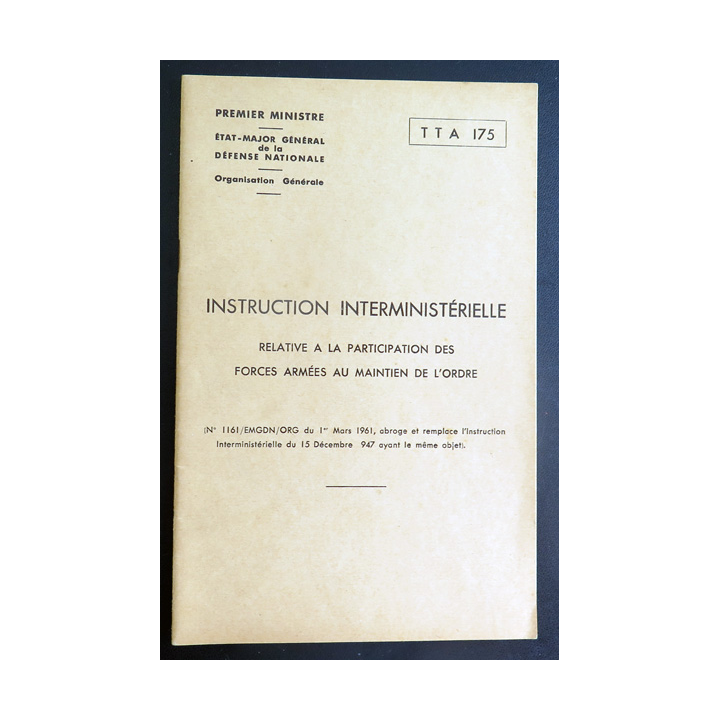 PREMIER MINISTRE
ÉTAT-MAJOR GÉNÉRAL
de la
DÉFENSE NATIONALE
Organisation Générale
TTA 175
INSTRUCTION INTERMINISTÉRIELLE
RELATIVE A LA PARTICIPATION DES
FORCES ARMÉES AU MAINTIEN DE L'ORDRE
(N° 1161/EMGDN/ORG du 1er Mars 1961, abroge et remplace l'Instruction
Interministérielle du 15 Décembre 947 ayant le même objet).